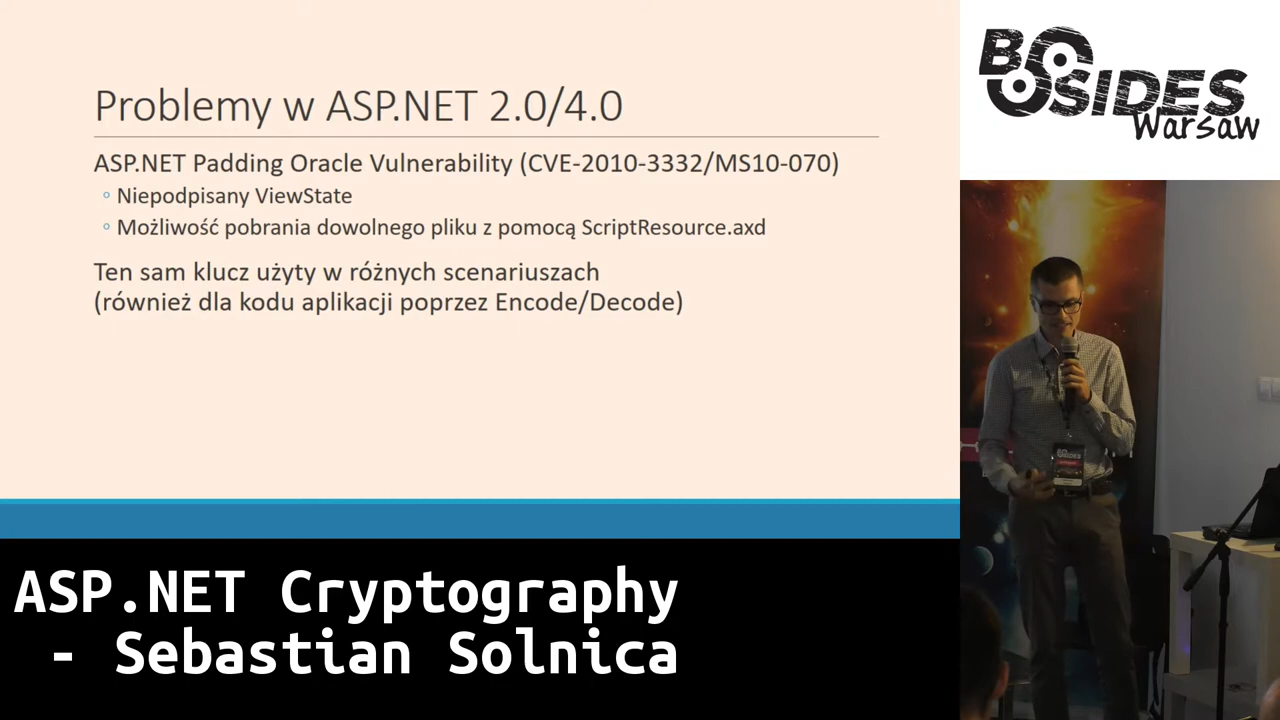 Problemy w ASP.NET 2.0/4.0
ASP.NET Padding Oracle Vulnerability (CVE-2010-3332/MS10-070)
Niepodpisany ViewState
Możliwość pobrania dowolnego pliku z pomocą ScriptResource.axd
Ten sam klucz użyty w różnych scenariuszach
(również dla kodu aplikacji poprzez Encode/Decode)
BSIDES
Warsaw
ASP.NET Cryptography
- Sebastian Solnica